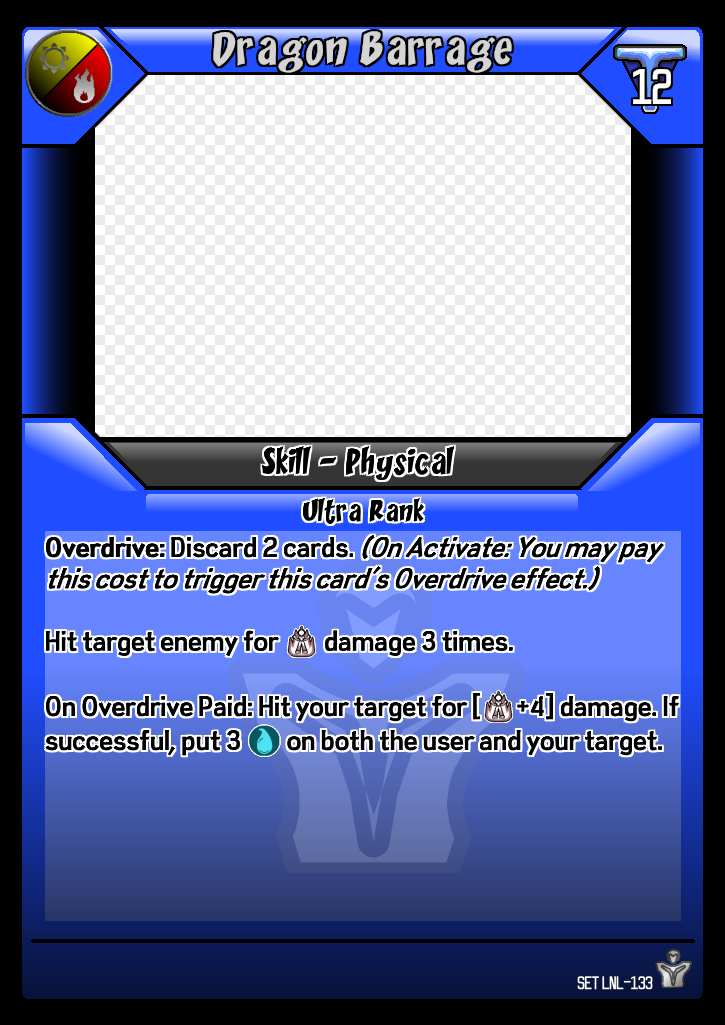 Dragon Barrage
12
Skill - Physical
Ultra Rank
Overdrive: Discard 2 cards. (On Activate: You may pay
this cost to trigger this card's Overdrive effect.)
Hit target enemy for damage 3 times.
On Overdrive Paid: Hit your target for [ +4] damage. If
successful, put 3 on both the user and your target.
SET LNL-133